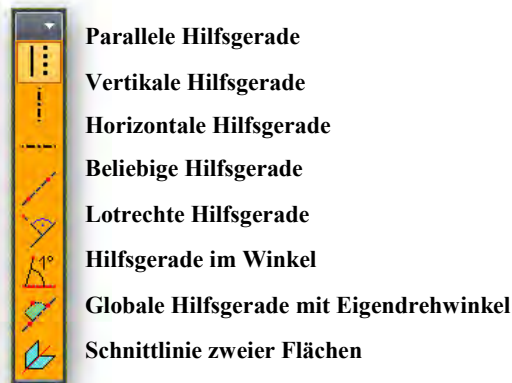 Parallele Hilfsgerade
Vertikale Hilfsgerade
Horizontale Hilfsgerade
Beliebige Hilfsgerade
Lotrechte Hilfsgerade
1°
Hilfsgerade im Winkel
Globale Hilfsgerade mit Eigendrehwinkel
Schnittlinie zweier Flächen